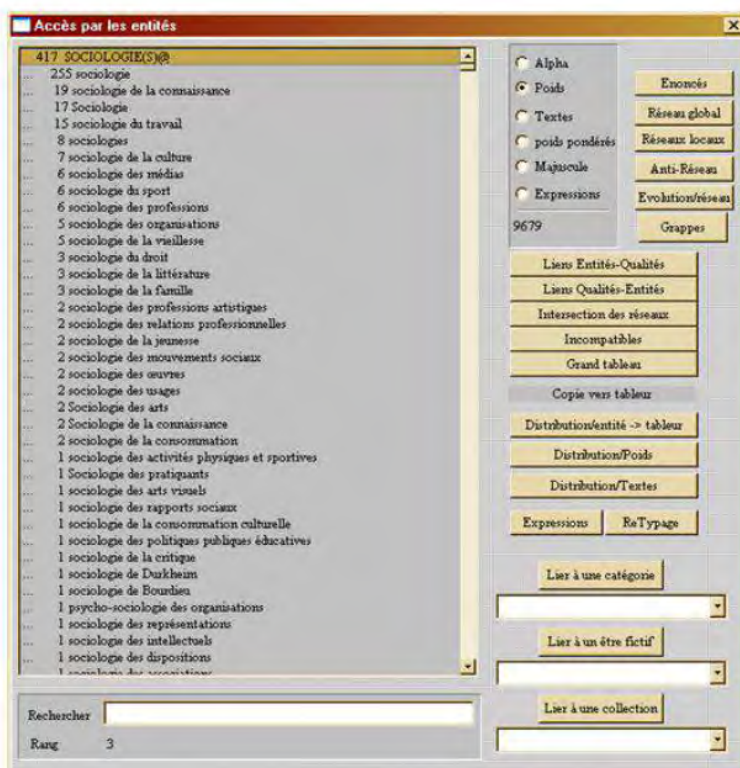 Accès par les entités
417 SOCIOLOGIE(S)@
... 255 sociologie
... 19 sociologie de la connaissance
... 17 Sociologie
... 15 sociologie du travail
... 8 sociologies
... 7 sociologie de la culture
... 6 sociologie des médias
... 6 sociologie du sport
... 6 sociologie des professions
... 5 sociologie des organisations
... 5 sociologie de la vieillesse
... 3 sociologie du droit
... 3 sociologie de la littérature
... 3 sociologie de la famille
... 2 sociologie des professions artistiques
... 2 sociologie des relations professionnelles
... 2 sociologie de la jeunesse
... 2 sociologie des mouvements sociaux
... 2 sociologie des œuvres
... 2 sociologie des usages
... 2 Sociologie des arts
... 2 Sociologie de la connaissance
... 2 sociologie de la consommation
... 1 sociologie des activités physiques et sportives
... 1 Sociologie des pratiquants
... 1 sociologie des arts visuels
... 1 sociologie des rapports sociaux
... 1 sociologie de la consommation culturelle
... 1 sociologie des politiques publiques éducatives
... 1 sociologie de la critique
... 1 sociologie de Durkheim
... 1 sociologie de Bourdieu
... 1 psycho-sociologie des organisations
... 1 sociologie des représentations
... 1 sociologie des intellectuels
... 1 sociologie des dispositions
... 1 sociologie des associations
Rechercher
Rang 3
Alpha
Poids
Textes
poids pondérés
Majuscule
Expressions
9679
Enoncés
Réseau global
Réseaux locaux
Anti-Réseau
Evolution/réseau
Grappes
Liens Entités-Qualités
Liens Qualités-Entités
Intersection des réseaux
Incompatibles
Grand tableau
Copie vers tableur
Distribution/entité -> tableur
Distribution/Poids
Distribution/Textes
Expressions
ReTypage
Lier à une catégorie
Lier à un être fictif
Lier à une collection